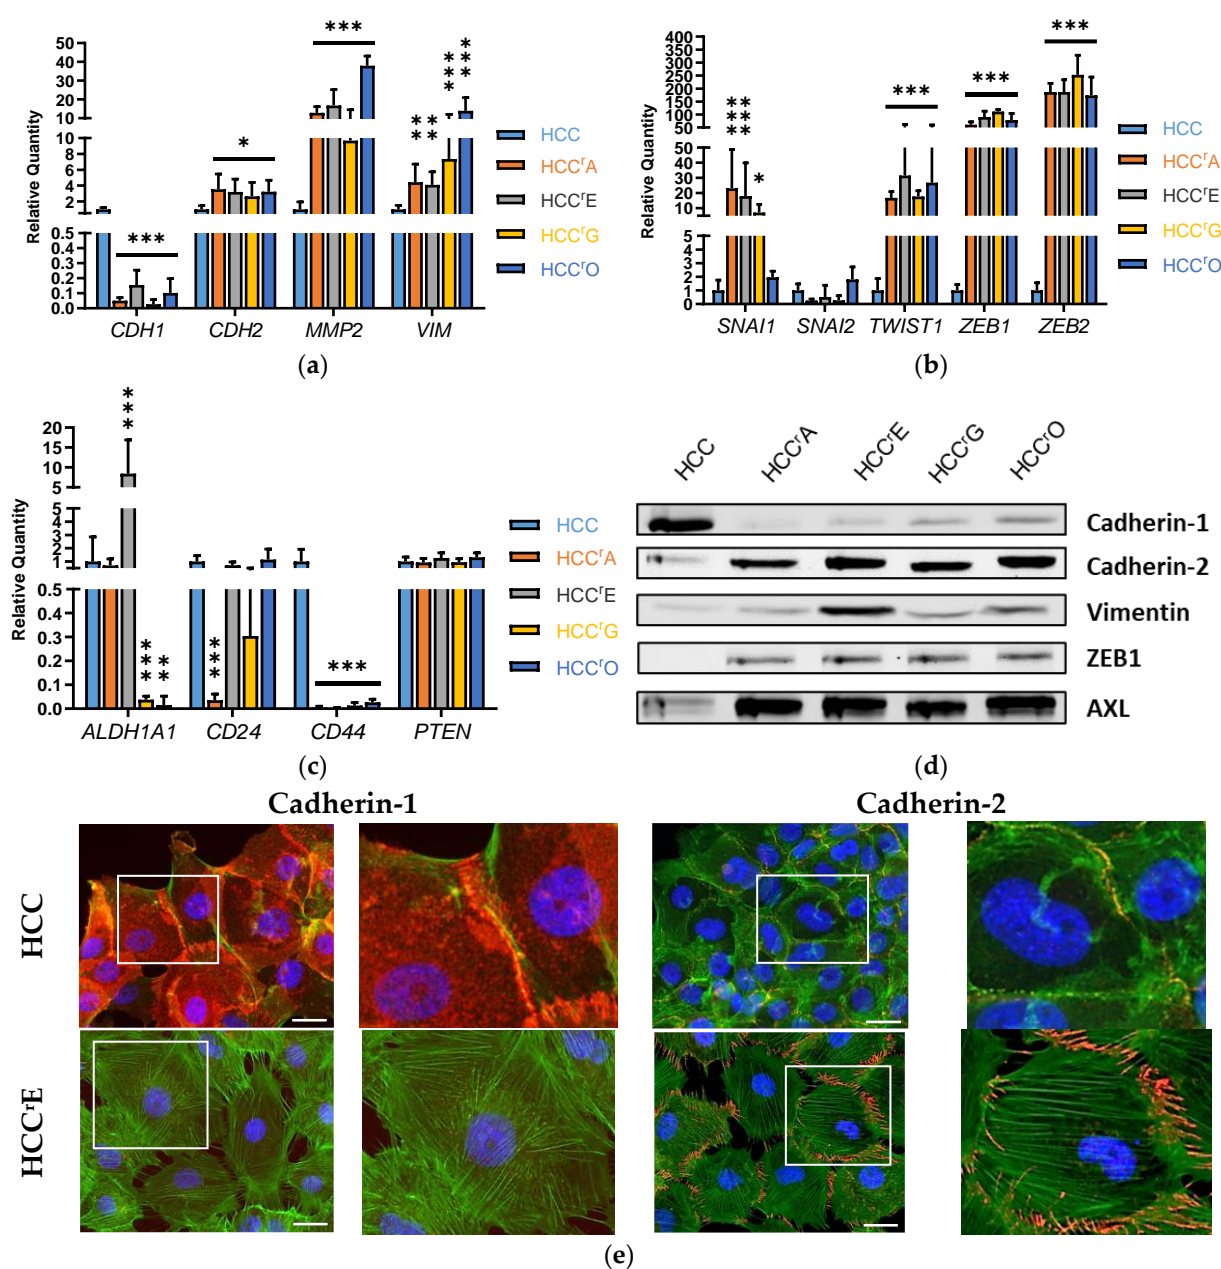 ***
***
***
*
**
**
50
40
30
20
10
10
8
6
4
2
0.5
0.4
0.3
0.2
0.1
0.0
Relative Quantity
***
CDH1 CDH2 MMP2 VIM
HCC
HCCʳA
HCCʳE
HCCʳG
HCCʳO
(a)
***
***
***
***
*
400
350
300
250
200
150
100
50
50
40
30
20
10
5
4
3
2
1
0
Relative Quantity
SNAI1 SNAI2 TWIST1 ZEB1 ZEB2
HCC
HCCʳA
HCCʳE
HCCʳG
HCCʳO
(b)
***
20
15
10
5
5
4
3
2
1
0.5
0.4
0.3
0.2
0.1
0.0
Relative Quantity
***
**
***
***
ALDH1A1 CD24 CD44 PTEN
HCC
HCCʳA
HCCʳE
HCCʳG
HCCʳO
(c)
HCC HCCʳA HCCʳE HCCʳG HCCʳO
Cadherin-1
Cadherin-2
Vimentin
ZEB1
AXL
(d)
Cadherin-1 Cadherin-2
HCC
HCCʳE
(e)